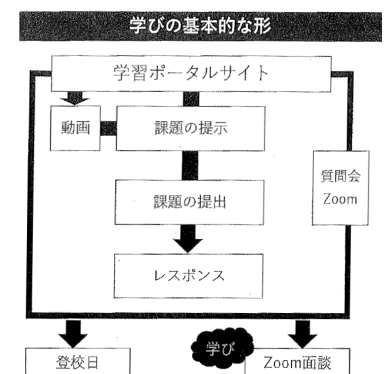 学びの基本的な形
学習ポータルサイト
動画
課題の提示
質問会
Zoom
課題の提出
レスポンス
学び
登校日
Zoom面談